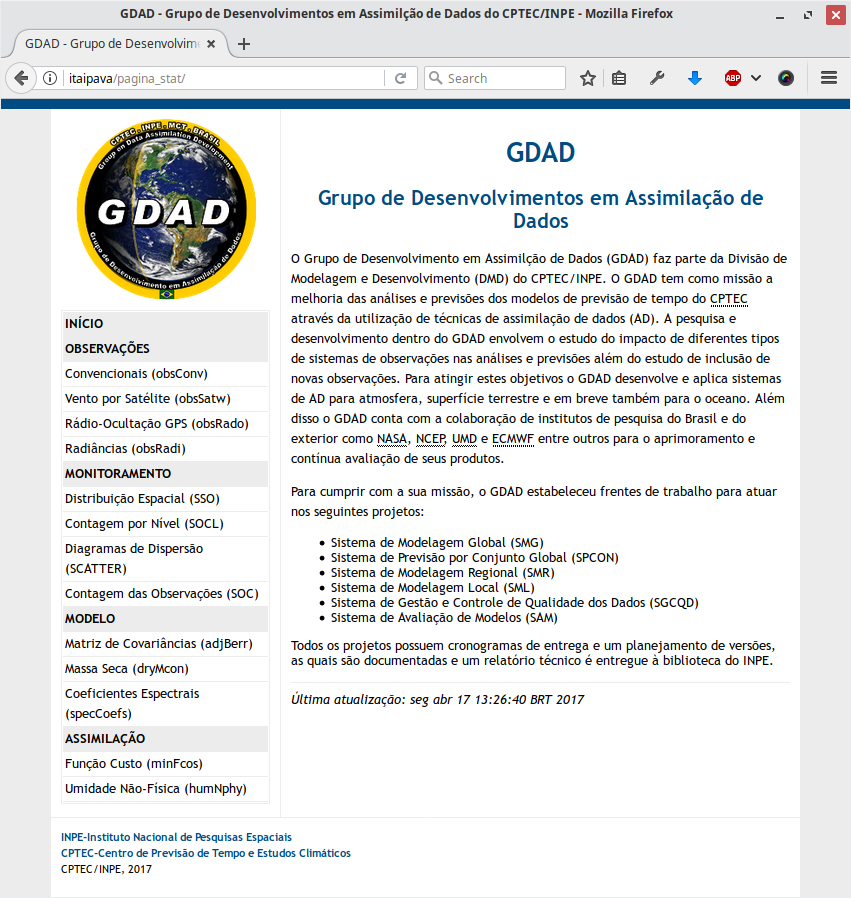 GDAD - Grupo de Desenvolvimentos em Assimilção de Dados do CPTEC/INPE - Mozilla Firefox
GDAD - Grupo de Desenvolvim
itaipava/pagina_stat/
Search
ABP
CPTEC - INPE - MCT - BRASIL
Group on Data Assimilation Development
GDAD
Grupo de Desenvolvimento em Assimilação de Dados
INÍCIO
OBSERVAÇÕES
Convencionais (obsConv)
Vento por Satélite (obsSatw)
Rádio-Ocultação GPS (obsRado)
Radiâncias (obsRadi)
MONITORAMENTO
Distribuição Espacial (SSO)
Contagem por Nível (SOCL)
Diagramas de Dispersão
(SCATTER)
Contagem das Observações (SOC)
MODELO
Matriz de Covariâncias (adjBerr)
Massa Seca (dryMcon)
Coeficientes Espectrais
(specCoefs)
ASSIMILAÇÃO
Função Custo (minFcos)
Umidade Não-Física (humNphy)
GDAD
Grupo de Desenvolvimentos em Assimilação de
Dados
O Grupo de Desenvolvimento em Assimilção de Dados (GDAD) faz parte da Divisão de
Modelagem e Desenvolvimento (DMD) do CPTEC/INPE. O GDAD tem como missão a
melhoria das análises e previsões dos modelos de previsão de tempo do CPTEC
através da utilização de técnicas de assimilação de dados (AD). A pesquisa e
desenvolvimento dentro do GDAD envolvem o estudo do impacto de diferentes tipos
de sistemas de observações nas análises e previsões além do estudo de inclusão de
novas observações. Para atingir estes objetivos o GDAD desenvolve e aplica sistemas
de AD para atmosfera, superfície terrestre e em breve também para o oceano. Além
disso o GDAD conta com a colaboração de institutos de pesquisa do Brasil e do
exterior como NASA, NCEP, UMD e ECMWF entre outros para o aprimoramento e
contínua avaliação de seus produtos.
Para cumprir com a sua missão, o GDAD estabeleceu frentes de trabalho para atuar
nos seguintes projetos:
• Sistema de Modelagem Global (SMG)
• Sistema de Previsão por Conjunto Global (SPCON)
• Sistema de Modelagem Regional (SMR)
• Sistema de Modelagem Local (SML)
• Sistema de Gestão e Controle de Qualidade dos Dados (SGCQD)
• Sistema de Avaliação de Modelos (SAM)
Todos os projetos possuem cronogramas de entrega e um planejamento de versões,
as quais são documentadas e um relatório técnico é entregue à biblioteca do INPE.
Última atualização: seg abr 17 13:26:40 BRT 2017
INPE-Instituto Nacional de Pesquisas Espaciais
CPTEC-Centro de Previsão de Tempo e Estudos Climáticos
CPTEC/INPE, 2017